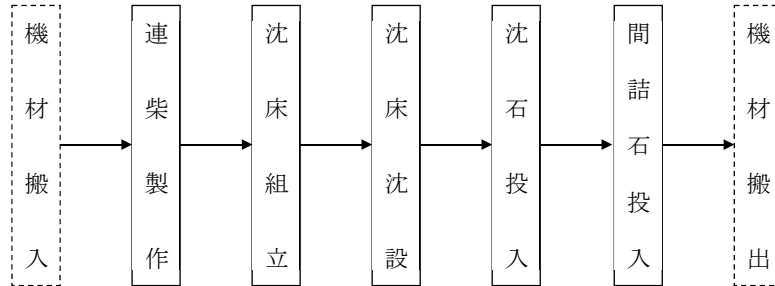 機材搬入
連柴製作
沈床組立
沈床沈設
沈石投入
間詰石投入
機材搬出